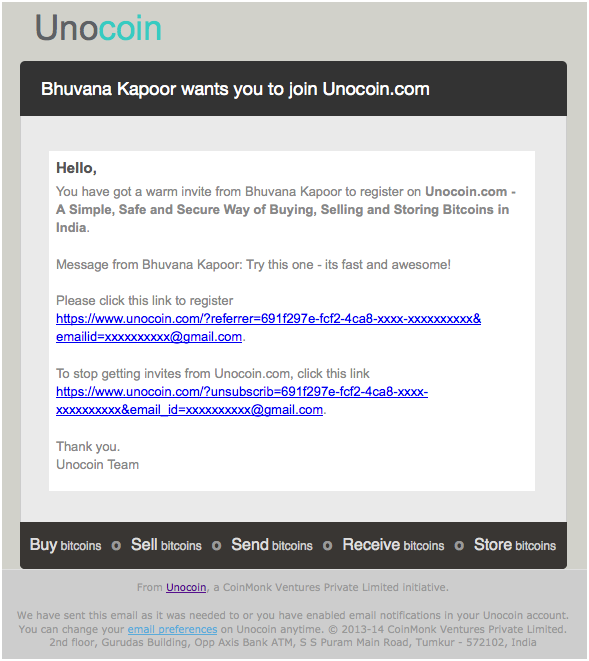 Unocoin
Bhuvana Kapoor wants you to join Unocoin.com
Hello,
You have got a warm invite from Bhuvana Kapoor to register on Unocoin.com -
A Simple, Safe and Secure Way of Buying, Selling and Storing Bitcoins in
India.
Message from Bhuvana Kapoor: Try this one - its fast and awesome!
Please click this link to register
https://www.unocoin.com/?referrer=691f297e-fcf2-4ca8-xxxx-xxxxxxxxxx&
emailid=xxxxxxxxxx@gmail.com.
To stop getting invites from Unocoin.com, click this link
https://www.unocoin.com/?unsubscrib=691f297e-fcf2-4ca8-xxxx-
xxxxxxxxxx&email_id=xxxxxxxxxx@gmail.com.
Thank you.
Unocoin Team
Buy bitcoins o Sell bitcoins o Send bitcoins o Receive bitcoins o Store bitcoins
From Unocoin, a CoinMonk Ventures Private Limited initiative.
We have sent this email as it was needed to or you have enabled email notifications in your Unocoin account.
You can change your email preferences on Unocoin anytime. © 2013-14 CoinMonk Ventures Private Limited.
2nd floor, Gurudas Building, Opp Axis Bank ATM, S S Puram Main Road, Tumkur - 572102, India